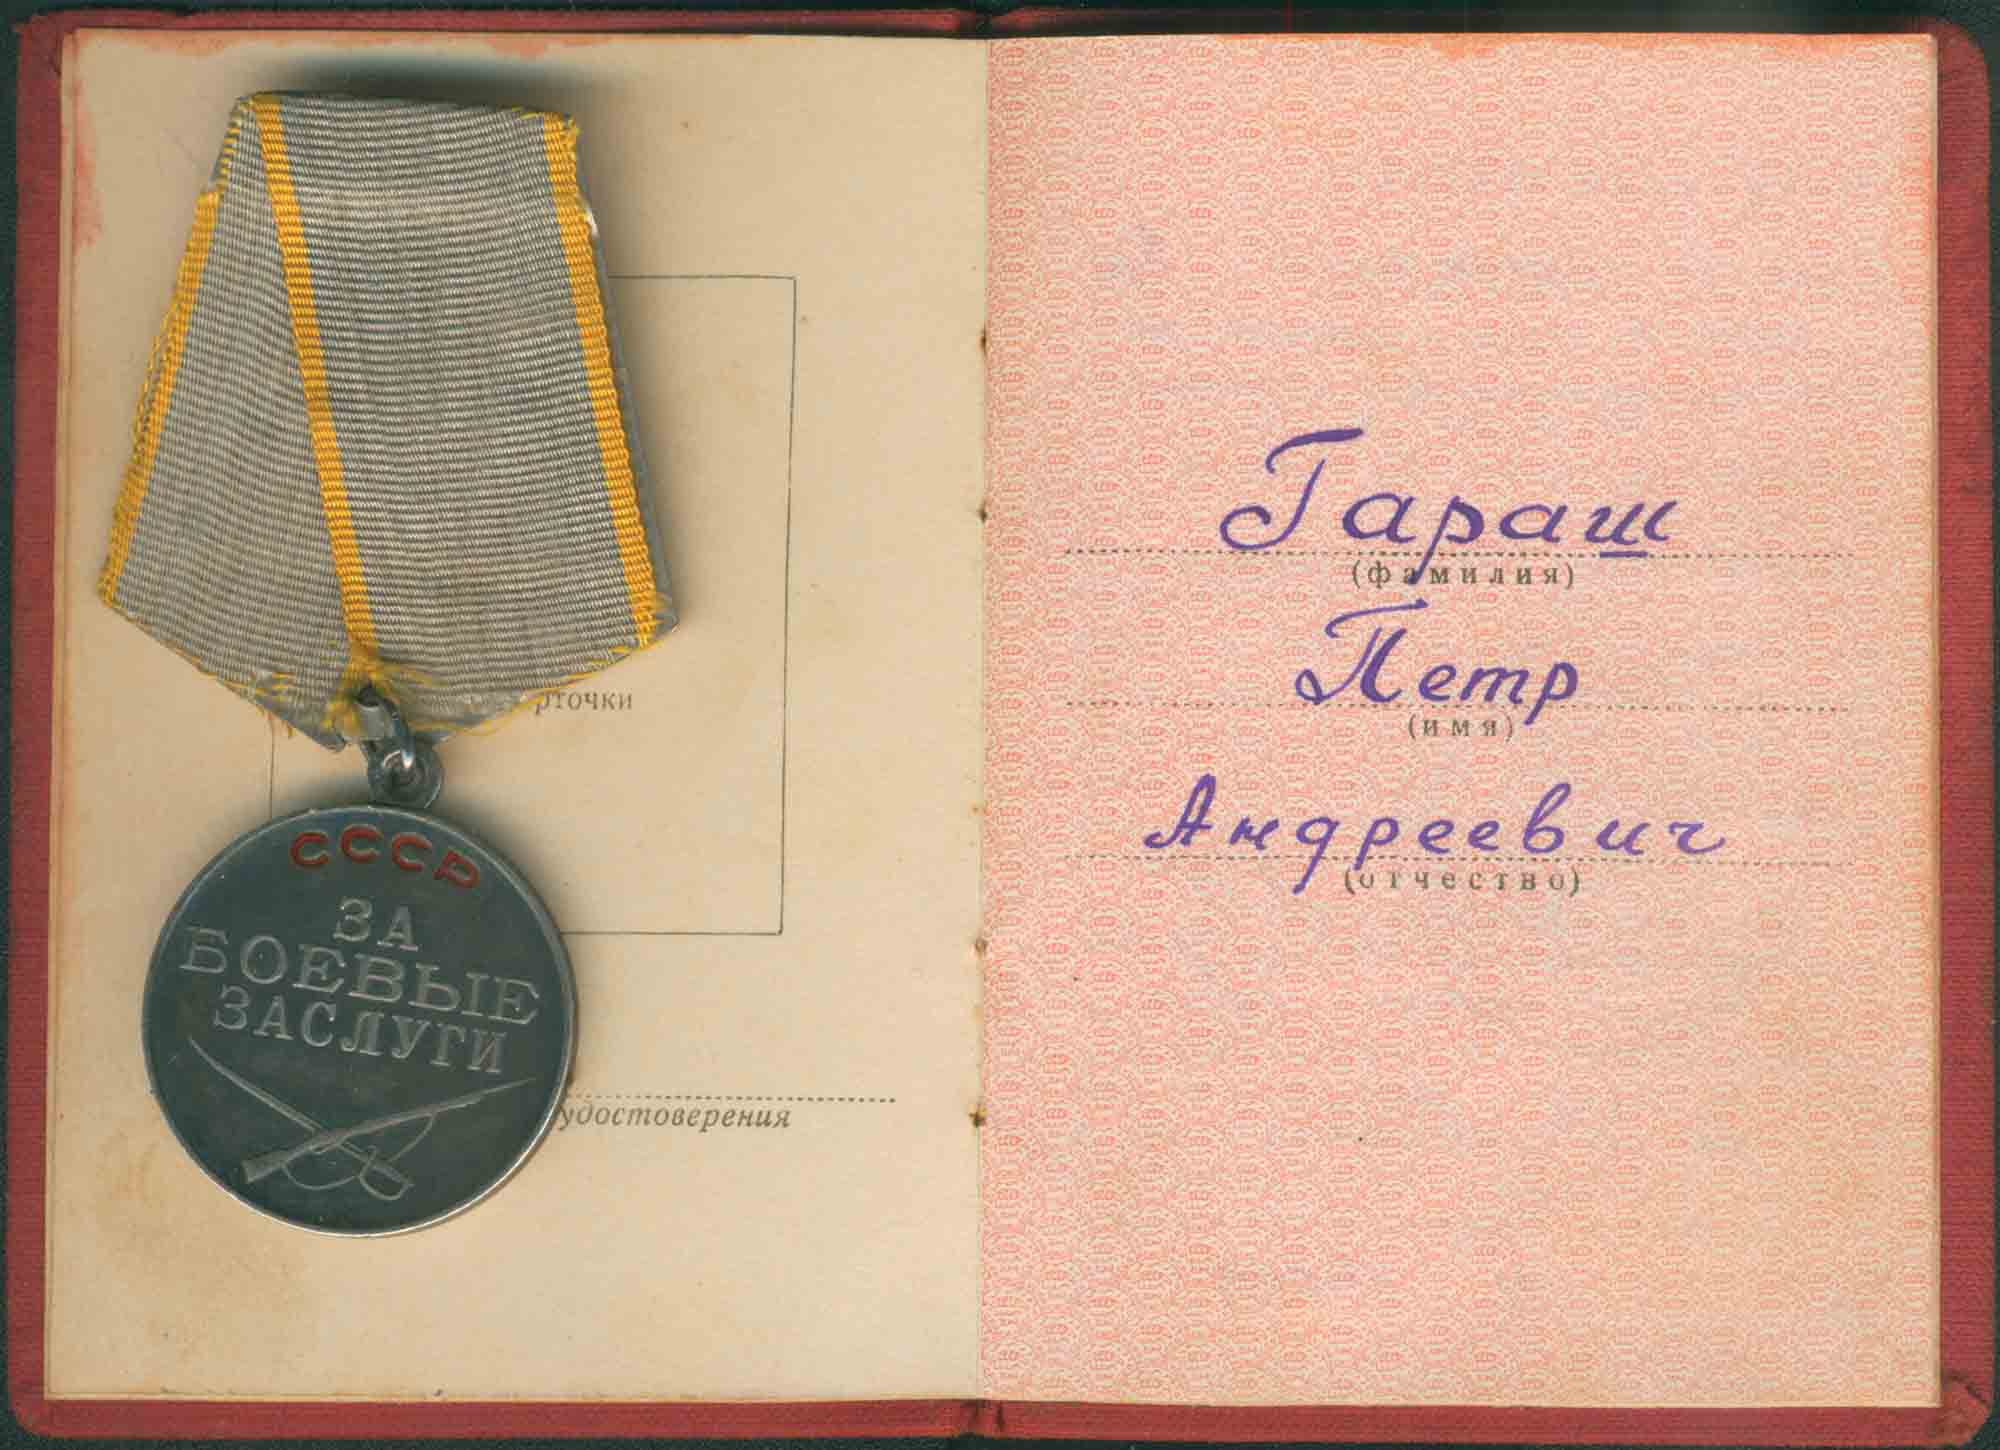 рточки
СССР
ЗА
БОЕВЫЕ
ЗАСЛУГИ
удостоверения
Гараш
(фамилия)
Петр
(имя)
Андреевич
(отчество)